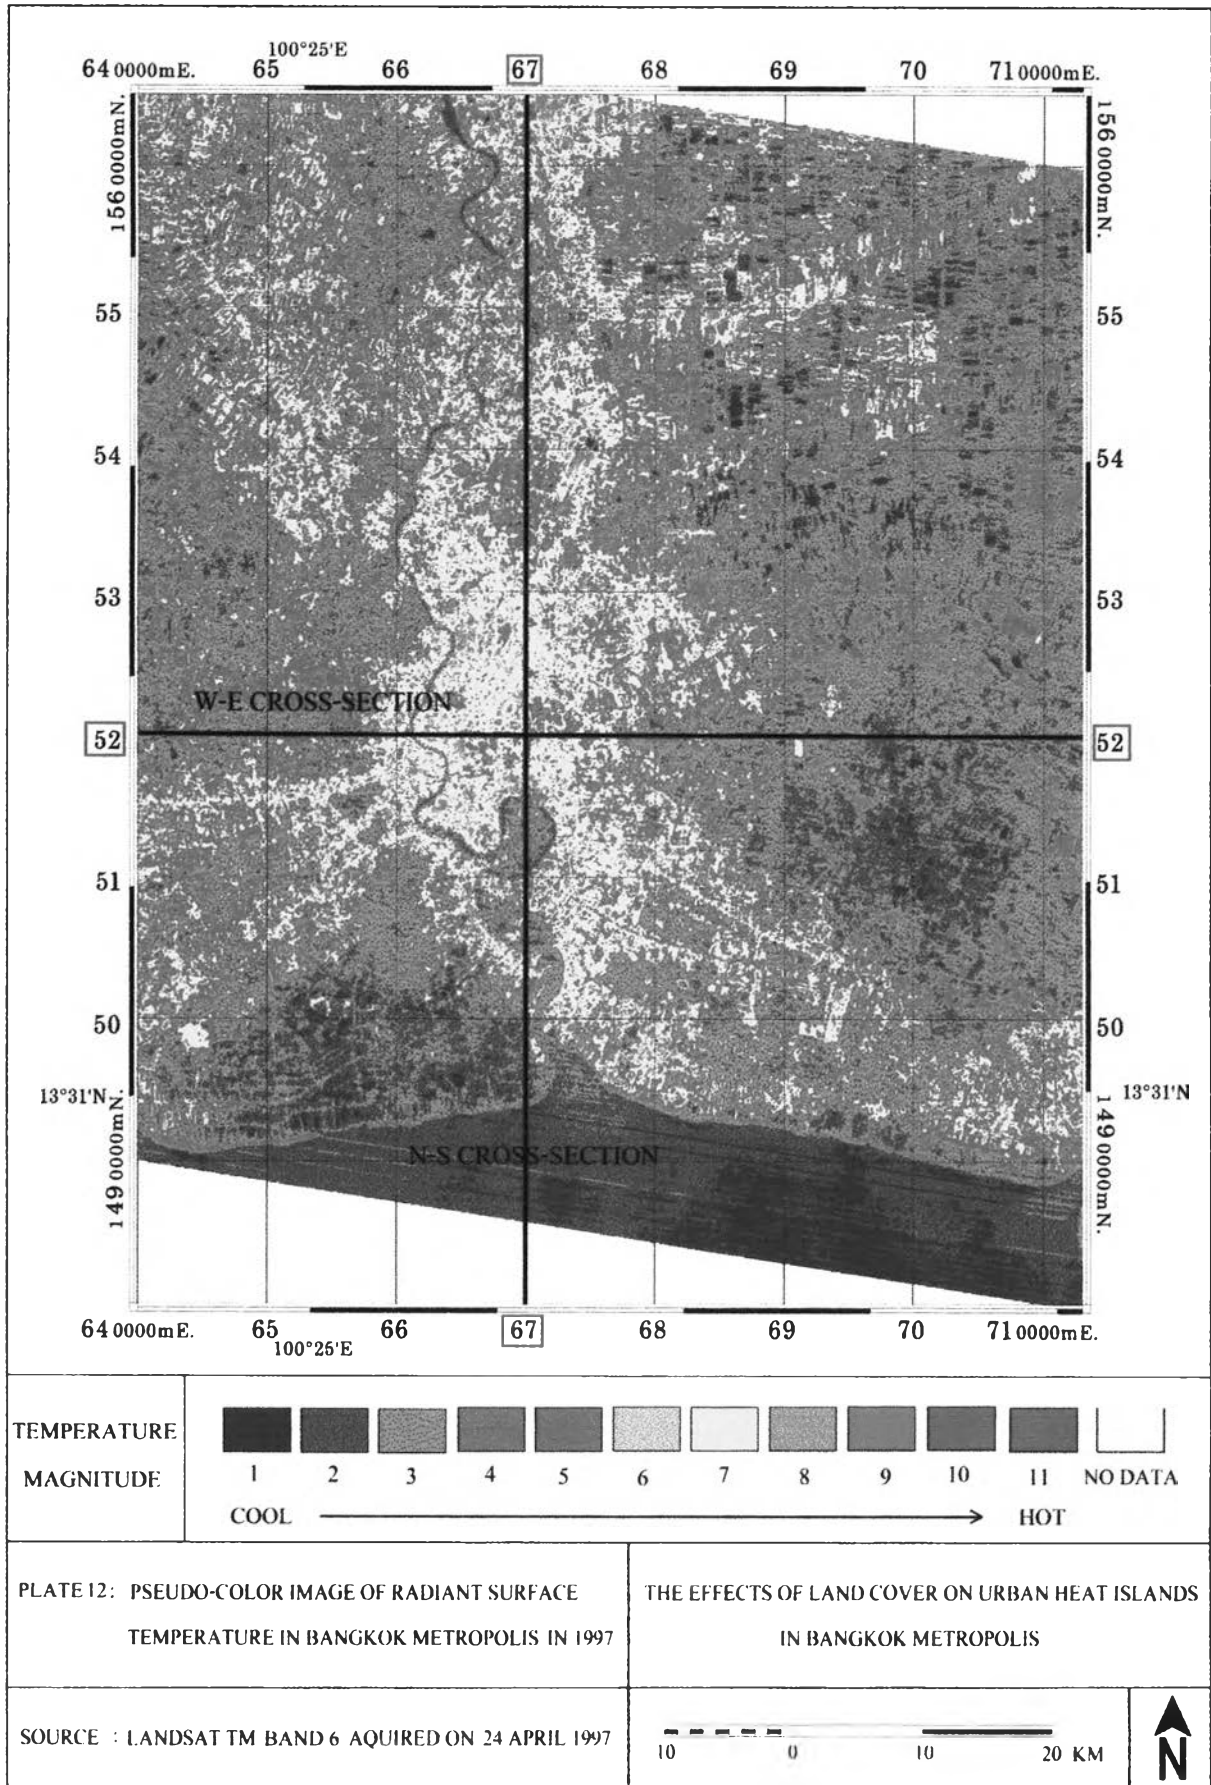 100°25'E
64 0000mE. 65 66 67 68 69 70 71 0000mE.
156 0000mN. 156 0000mN.
55 55
54 54
53 53
W-E CROSS-SECTION
52 52
51 51
50 50
13°31'N 13°31'N
149 0000mN. 149 0000mN.
N-S CROSS-SECTION
64 0000mE. 65 66 67 68 69 70 71 0000mE.
100°25'E
TEMPERATURE
MAGNITUDE
1 2 3 4 5 6 7 8 9 10 11 NO DATA
COOL HOT
PLATE 12: PSEUDO-COLOR IMAGE OF RADIANT SURFACE
TEMPERATURE IN BANGKOK METROPOLIS IN 1997
THE EFFECTS OF LAND COVER ON URBAN HEAT ISLANDS
IN BANGKOK METROPOLIS
SOURCE : LANDSAT TM BAND 6 AQUIRED ON 24 APRIL 1997
10 0 10 20 KM
N